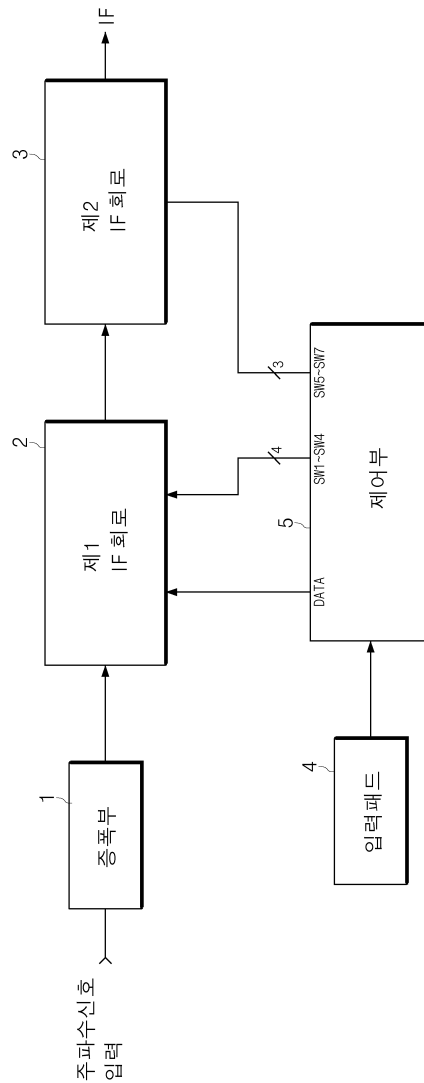 주파수신호
입력
1
증폭부
2
제1
IF 회로
3
제2
IF 회로
IF
4
입력패드
5
제어부
DATA
SW1~SW4
SW5~SW7
4
3